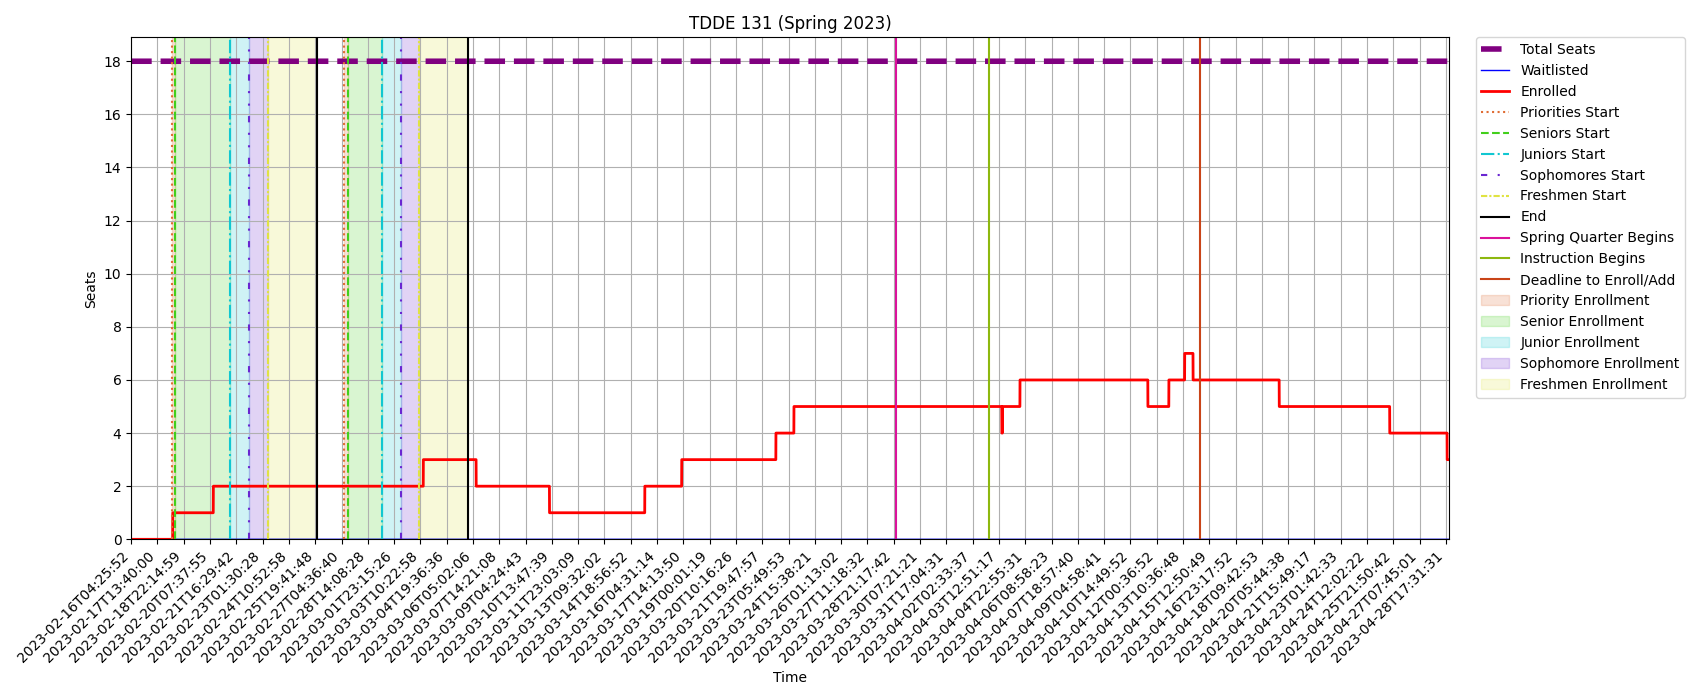 TDDE 131 (Spring 2023)
Seats
18
16
14
12
10
8
6
4
2
0
2023-02-16T04:25:52
2023-02-17T13:40:00
2023-02-18T22:14:59
2023-02-20T07:37:55
2023-02-21T16:29:42
2023-02-23T01:30:28
2023-02-24T10:52:58
2023-02-25T19:41:48
2023-02-27T04:36:40
2023-02-28T14:08:28
2023-03-01T23:15:26
2023-03-03T10:22:58
2023-03-04T19:36:36
2023-03-06T05:02:06
2023-03-07T14:21:08
2023-03-09T04:24:43
2023-03-10T13:47:39
2023-03-11T23:03:09
2023-03-13T09:32:02
2023-03-14T18:56:52
2023-03-16T04:31:14
2023-03-17T14:13:50
2023-03-19T00:01:19
2023-03-20T10:16:26
2023-03-21T19:47:57
2023-03-23T05:49:53
2023-03-24T15:38:21
2023-03-26T01:13:02
2023-03-27T11:18:32
2023-03-28T21:17:42
2023-03-30T07:21:21
2023-03-31T17:04:31
2023-04-02T02:33:37
2023-04-03T12:51:17
2023-04-04T22:55:31
2023-04-06T08:58:23
2023-04-07T18:57:40
2023-04-09T04:58:41
2023-04-10T14:49:52
2023-04-12T00:36:52
2023-04-13T10:36:48
2023-04-15T12:50:49
2023-04-16T23:17:52
2023-04-18T09:42:53
2023-04-20T05:44:38
2023-04-21T15:49:17
2023-04-23T01:42:33
2023-04-24T12:02:22
2023-04-25T21:50:42
2023-04-27T07:45:01
2023-04-28T17:31:31
Time
Total Seats
Waitlisted
Enrolled
Priorities Start
Seniors Start
Juniors Start
Sophomores Start
Freshmen Start
End
Spring Quarter Begins
Instruction Begins
Deadline to Enroll/Add
Priority Enrollment
Senior Enrollment
Junior Enrollment
Sophomore Enrollment
Freshmen Enrollment